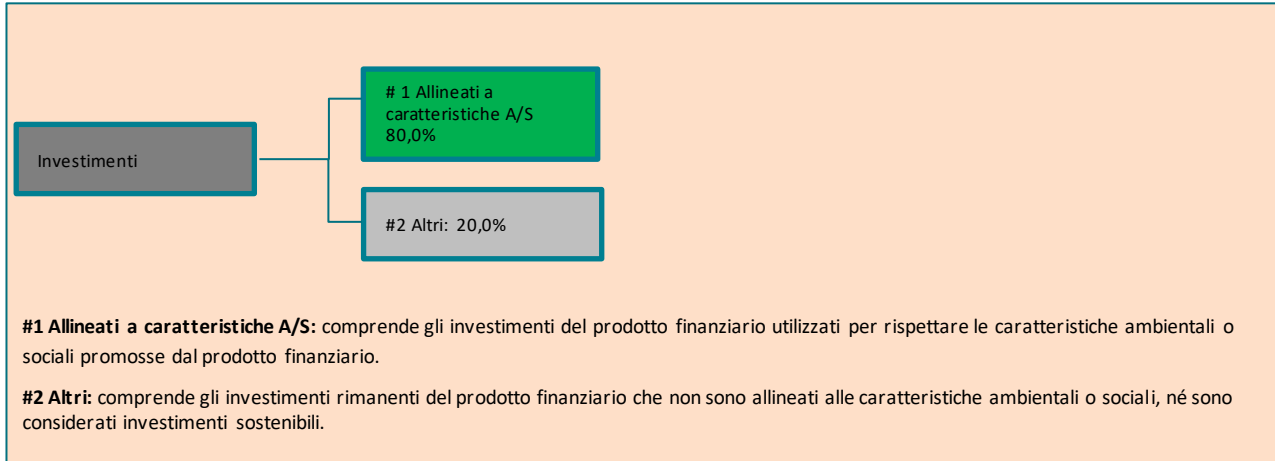 # 1 Allineati a
caratteristiche A/S
80,0%
Investimenti
#2 Altri: 20,0%
#1 Allineati a caratteristiche A/S: comprende gli investimenti del prodotto finanziario utilizzati per rispettare le caratteristiche ambientali o
sociali promosse dal prodotto finanziario.
#2 Altri: comprende gli investimenti rimanenti del prodotto finanziario che non sono allineati alle caratteristiche ambientali o sociali, né sono
considerati investimenti sostenibili.